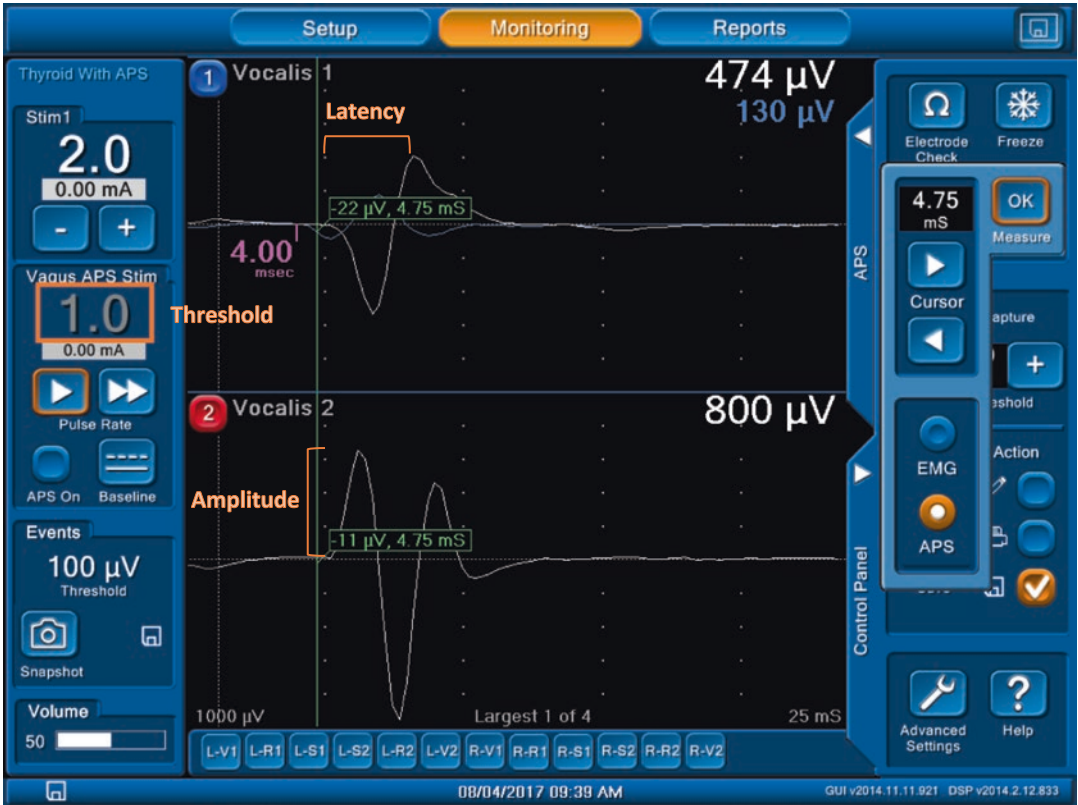 Setup
Monitoring
Reports
Thyroid With APS
Stim1
2.0
0.00 mA
-
+
Vagus APS Stim
1.0
Threshold
0.00 mA
Pulse Rate
APS On
Baseline
Events
100 µV
Threshold
Snapshot
Volume
50
1 Vocalis 1
474 µV
130 µV
Latency
-22 µV, 4.75 mS
4.00
msec
2 Vocalis 2
800 µV
Amplitude
-11 µV, 4.75 mS
1000 µV
Largest 1 of 4
25 mS
L-V1 L-R1 L-S1 L-S2 L-R2 L-V2 R-V1 R-R1 R-S1 R-S2 R-R2 R-V2
APS
Control Panel
Ω
Electrode
Check
Freeze
4.75
mS
OK
Measure
Cursor
apture
+
eshold
EMG
APS
Action
?
Advanced
Settings
Help
08/04/2017 09:39 AM
GUI v2014.11.11.921 DSP v2014.2.12.833